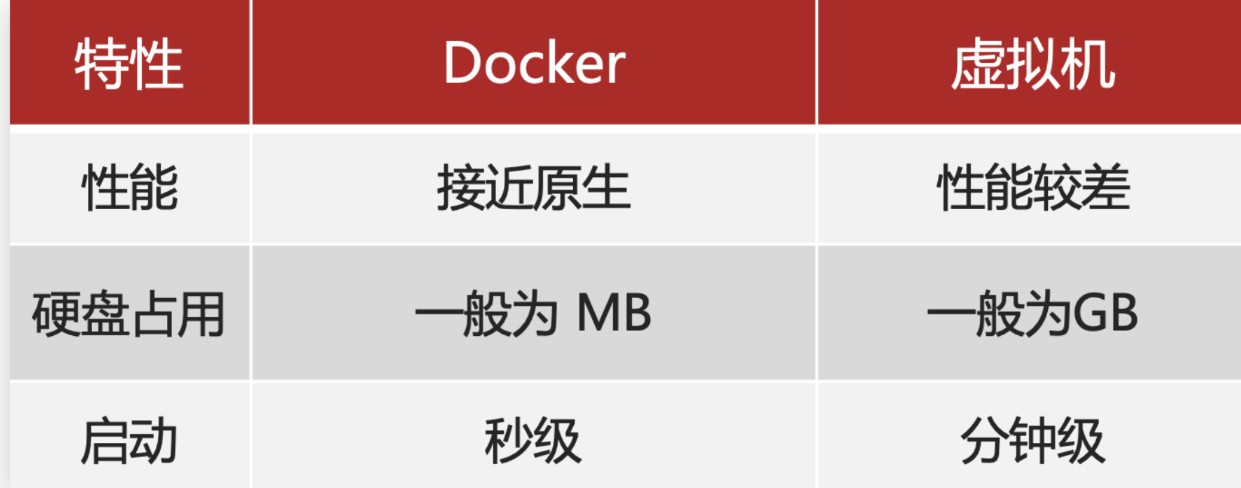 特性 Docker 虚拟机
性能 接近原生 性能较差
硬盘占用 一般为 MB 一般为GB
启动 秒级 分钟级